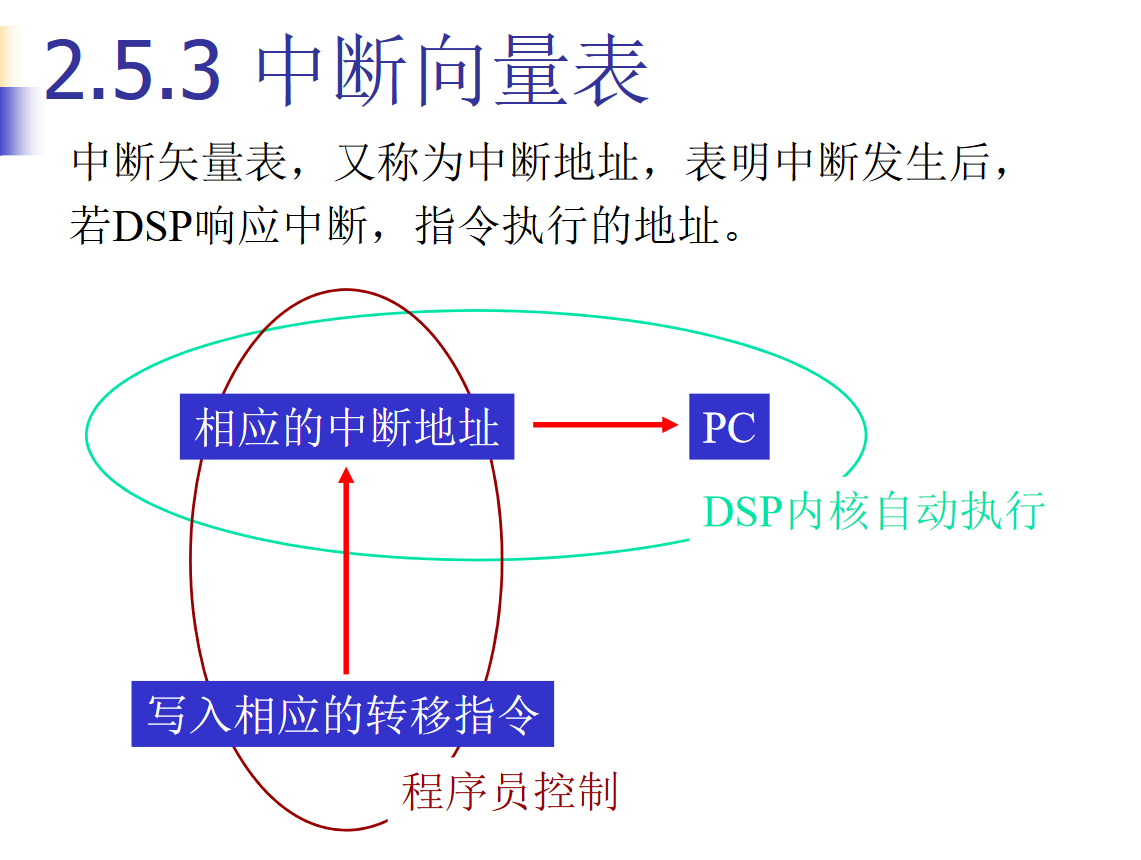 2.5.3 中断向量表
中断矢量表，又称为中断地址，表明中断发生后，
若DSP响应中断，指令执行的地址。
相应的中断地址
PC
DSP内核自动执行
写入相应的转移指令
程序员控制